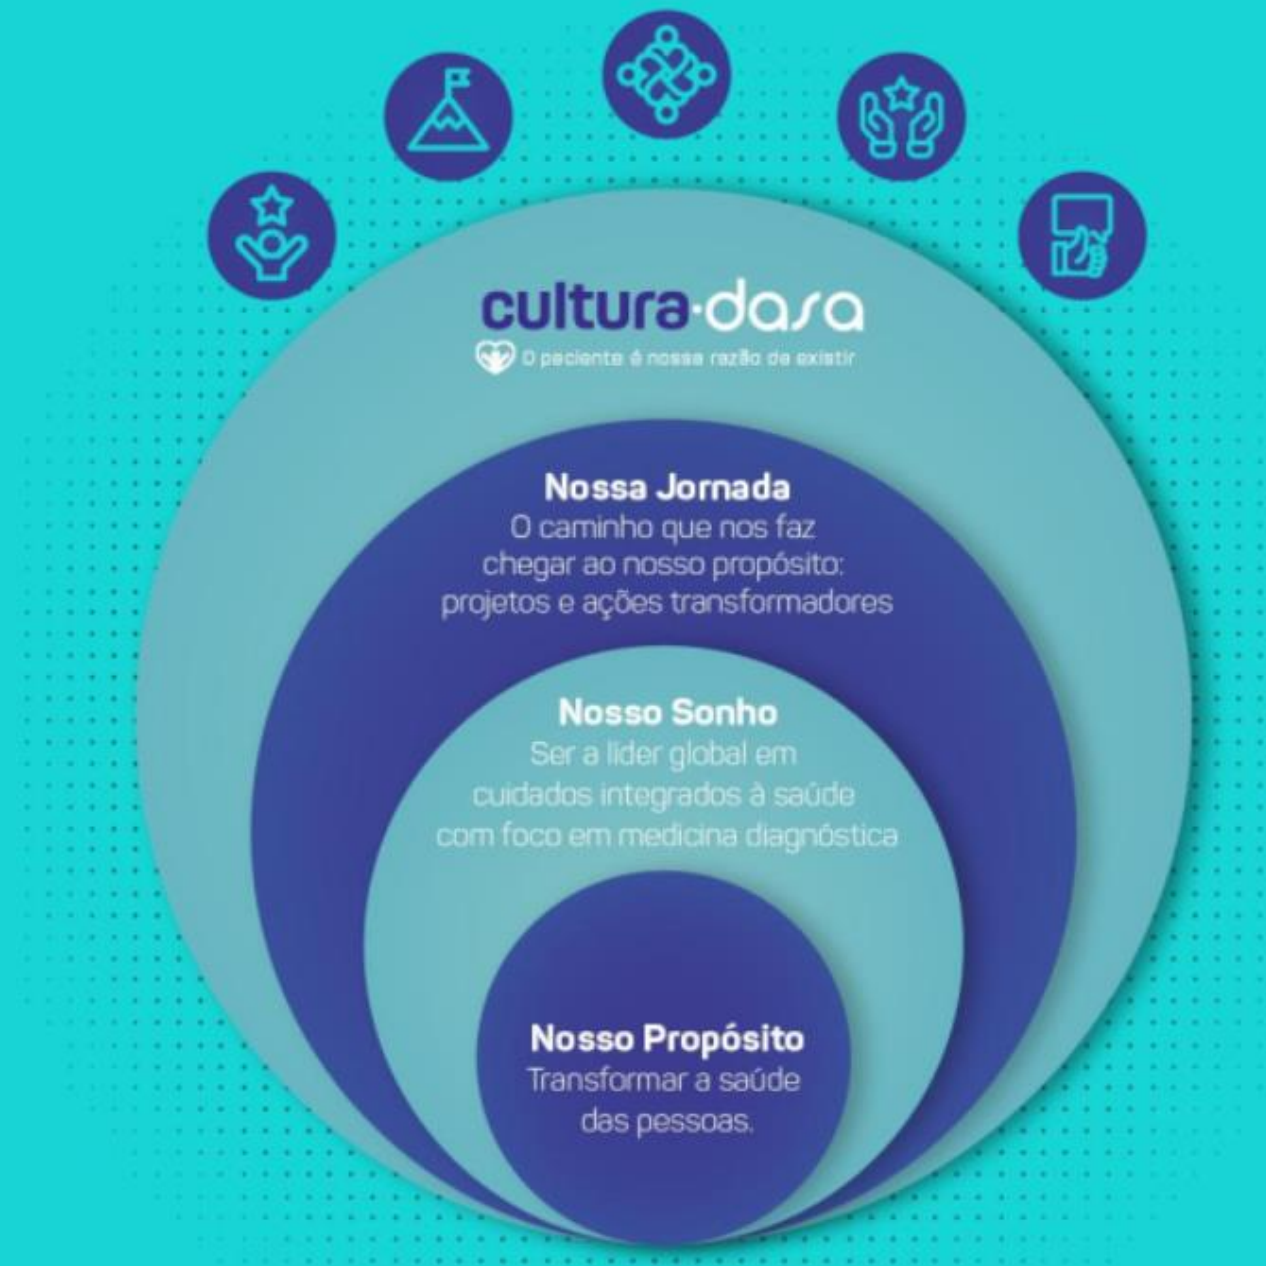 cultura·dasa
O paciente é nossa razão de existir
Nossa Jornada
O caminho que nos faz
chegar ao nosso propósito:
projetos e ações transformadores
Nosso Sonho
Ser a líder global em
cuidados integrados à saúde
com foco em medicina diagnóstica
Nosso Propósito
Transformar a saúde
das pessoas.